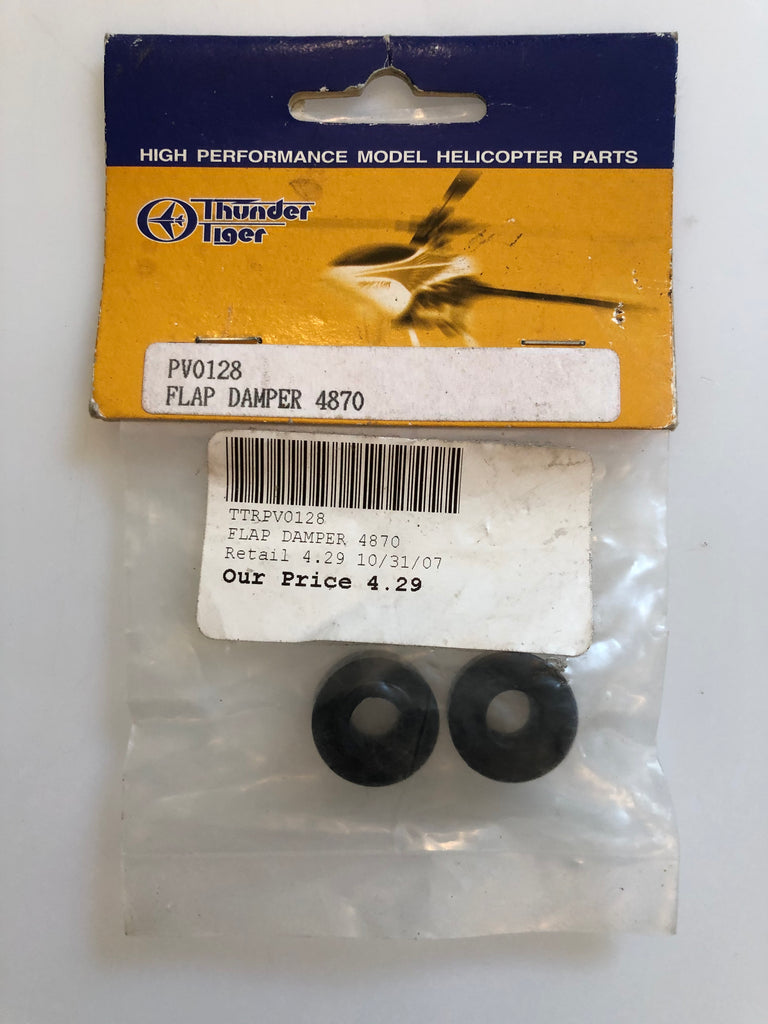 HIGH PERFORMANCE MODEL HELICOPTER PARTS
Thunder
Tiger
PV0128
FLAP DAMPER 4870
TTRPV0128
FLAP DAMPER 4870
Retail 4.29 10/31/07
Our Price 4.29